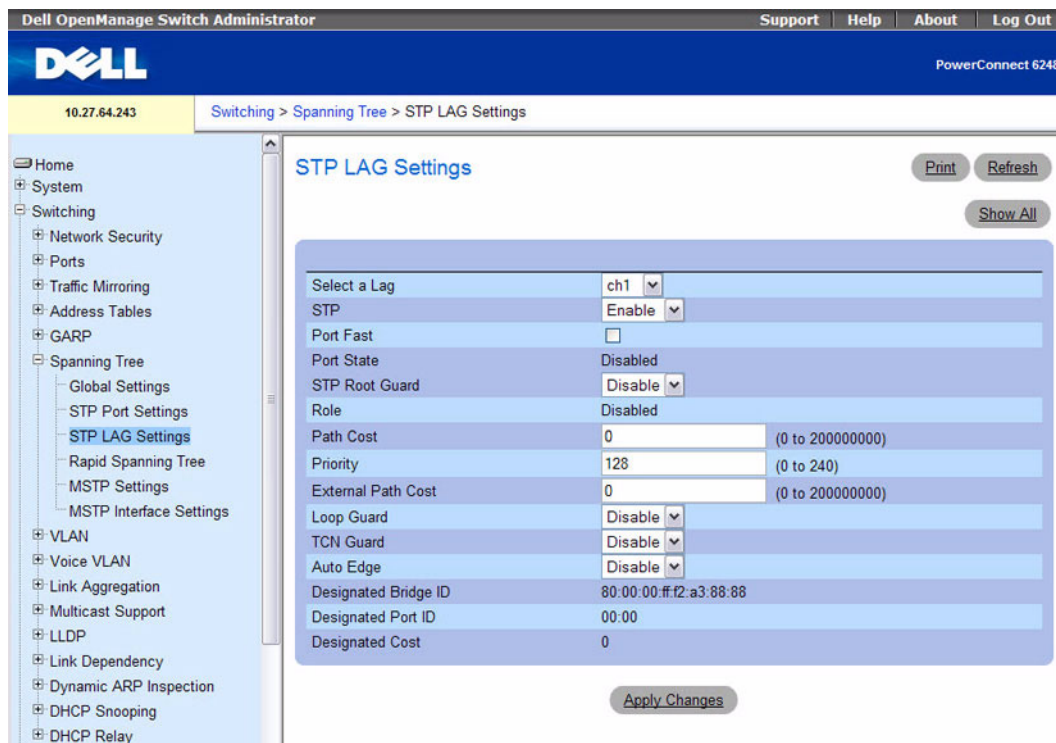 Dell OpenManage Switch Administrator Support Help About Log Out
DELL
PowerConnect 6248
10.27.64.243
Switching > Spanning Tree > STP LAG Settings
Home
System
Switching
Network Security
Ports
Traffic Mirroring
Address Tables
GARP
Spanning Tree
Global Settings
STP Port Settings
STP LAG Settings
Rapid Spanning Tree
MSTP Settings
MSTP Interface Settings
VLAN
Voice VLAN
Link Aggregation
Multicast Support
LLDP
Link Dependency
Dynamic ARP Inspection
DHCP Snooping
DHCP Relay
STP LAG Settings
Print Refresh
Show All
Select a Lag ch1
STP Enable
Port Fast
Port State Disabled
STP Root Guard Disable
Role Disabled
Path Cost 0 (0 to 200000000)
Priority 128 (0 to 240)
External Path Cost 0 (0 to 200000000)
Loop Guard Disable
TCN Guard Disable
Auto Edge Disable
Designated Bridge ID 80:00:00:ff:f2:a3:88:88
Designated Port ID 00:00
Designated Cost 0
Apply Changes